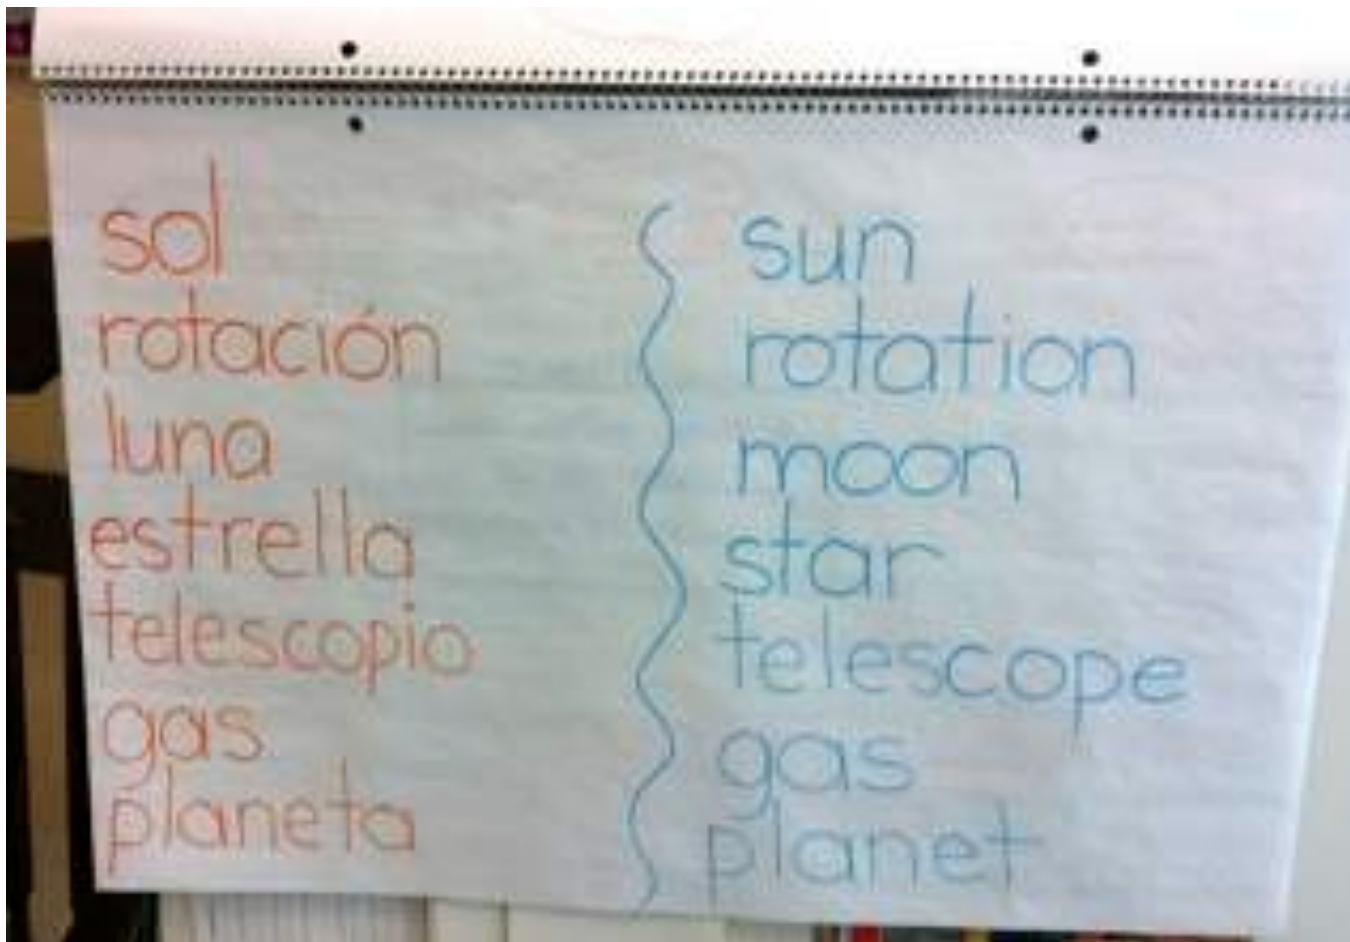 sol
rotación
luna
estrella
telescopio
gas
planeta
sun
rotation
moon
star
telescope
gas
planet